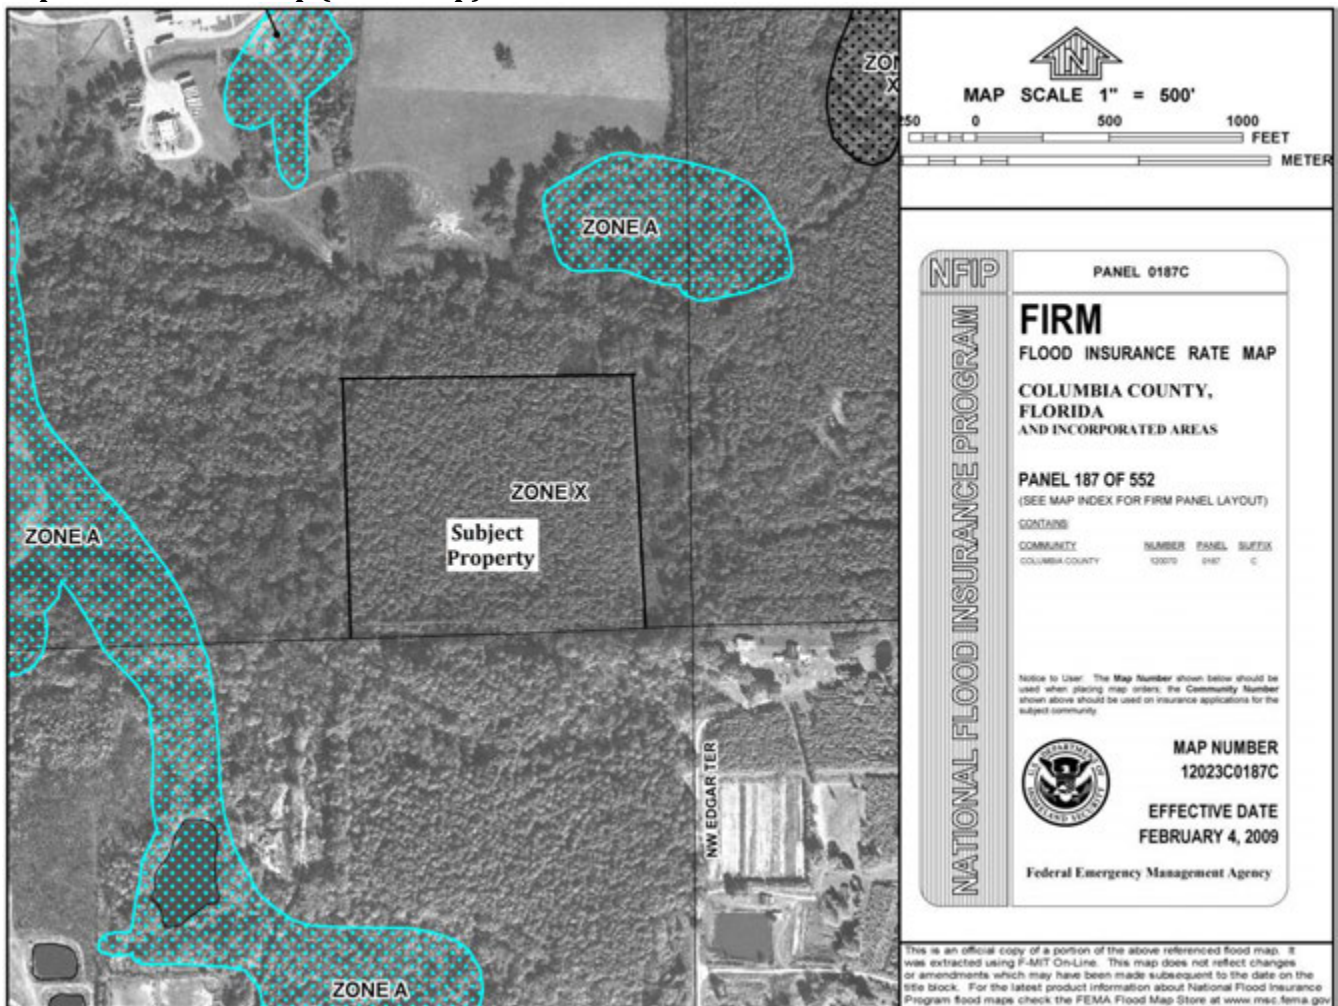 ZONE A
ZONE X
Subject
Property
ZONE A
NW EDGAR TER
ZONE A
MAP SCALE 1" = 500'
0 500 1000
FEET
METER
NFIP
PANEL 0187C
NATIONAL FLOOD INSURANCE PROGRAM
FIRM
FLOOD INSURANCE RATE MAP
COLUMBIA COUNTY,
FLORIDA
AND INCORPORATED AREAS
PANEL 187 OF 552
(SEE MAP INDEX FOR FIRM PANEL LAYOUT)
CONTAINS
COMMUNITY NUMBER PANEL SUFFIX
COLUMBIA COUNTY 120070 0187 C
Notice to User: The Map Number shown below should be
used when placing map orders; the Community Number
shown above should be used on insurance applications for the
subject community.
U.S. DEPARTMENT OF
HOMELAND SECURITY
MAP NUMBER
12023C0187C
EFFECTIVE DATE
FEBRUARY 4, 2009
Federal Emergency Management Agency
This is an official copy of a portion of the above referenced flood map. It
was extracted using F-MIT On-Line. This map does not reflect changes
or amendments which may have been made subsequent to the date on the
title block. For the latest product information about National Flood Insurance
Program flood maps check the FEMA Flood Map Store at www.msc.fema.gov